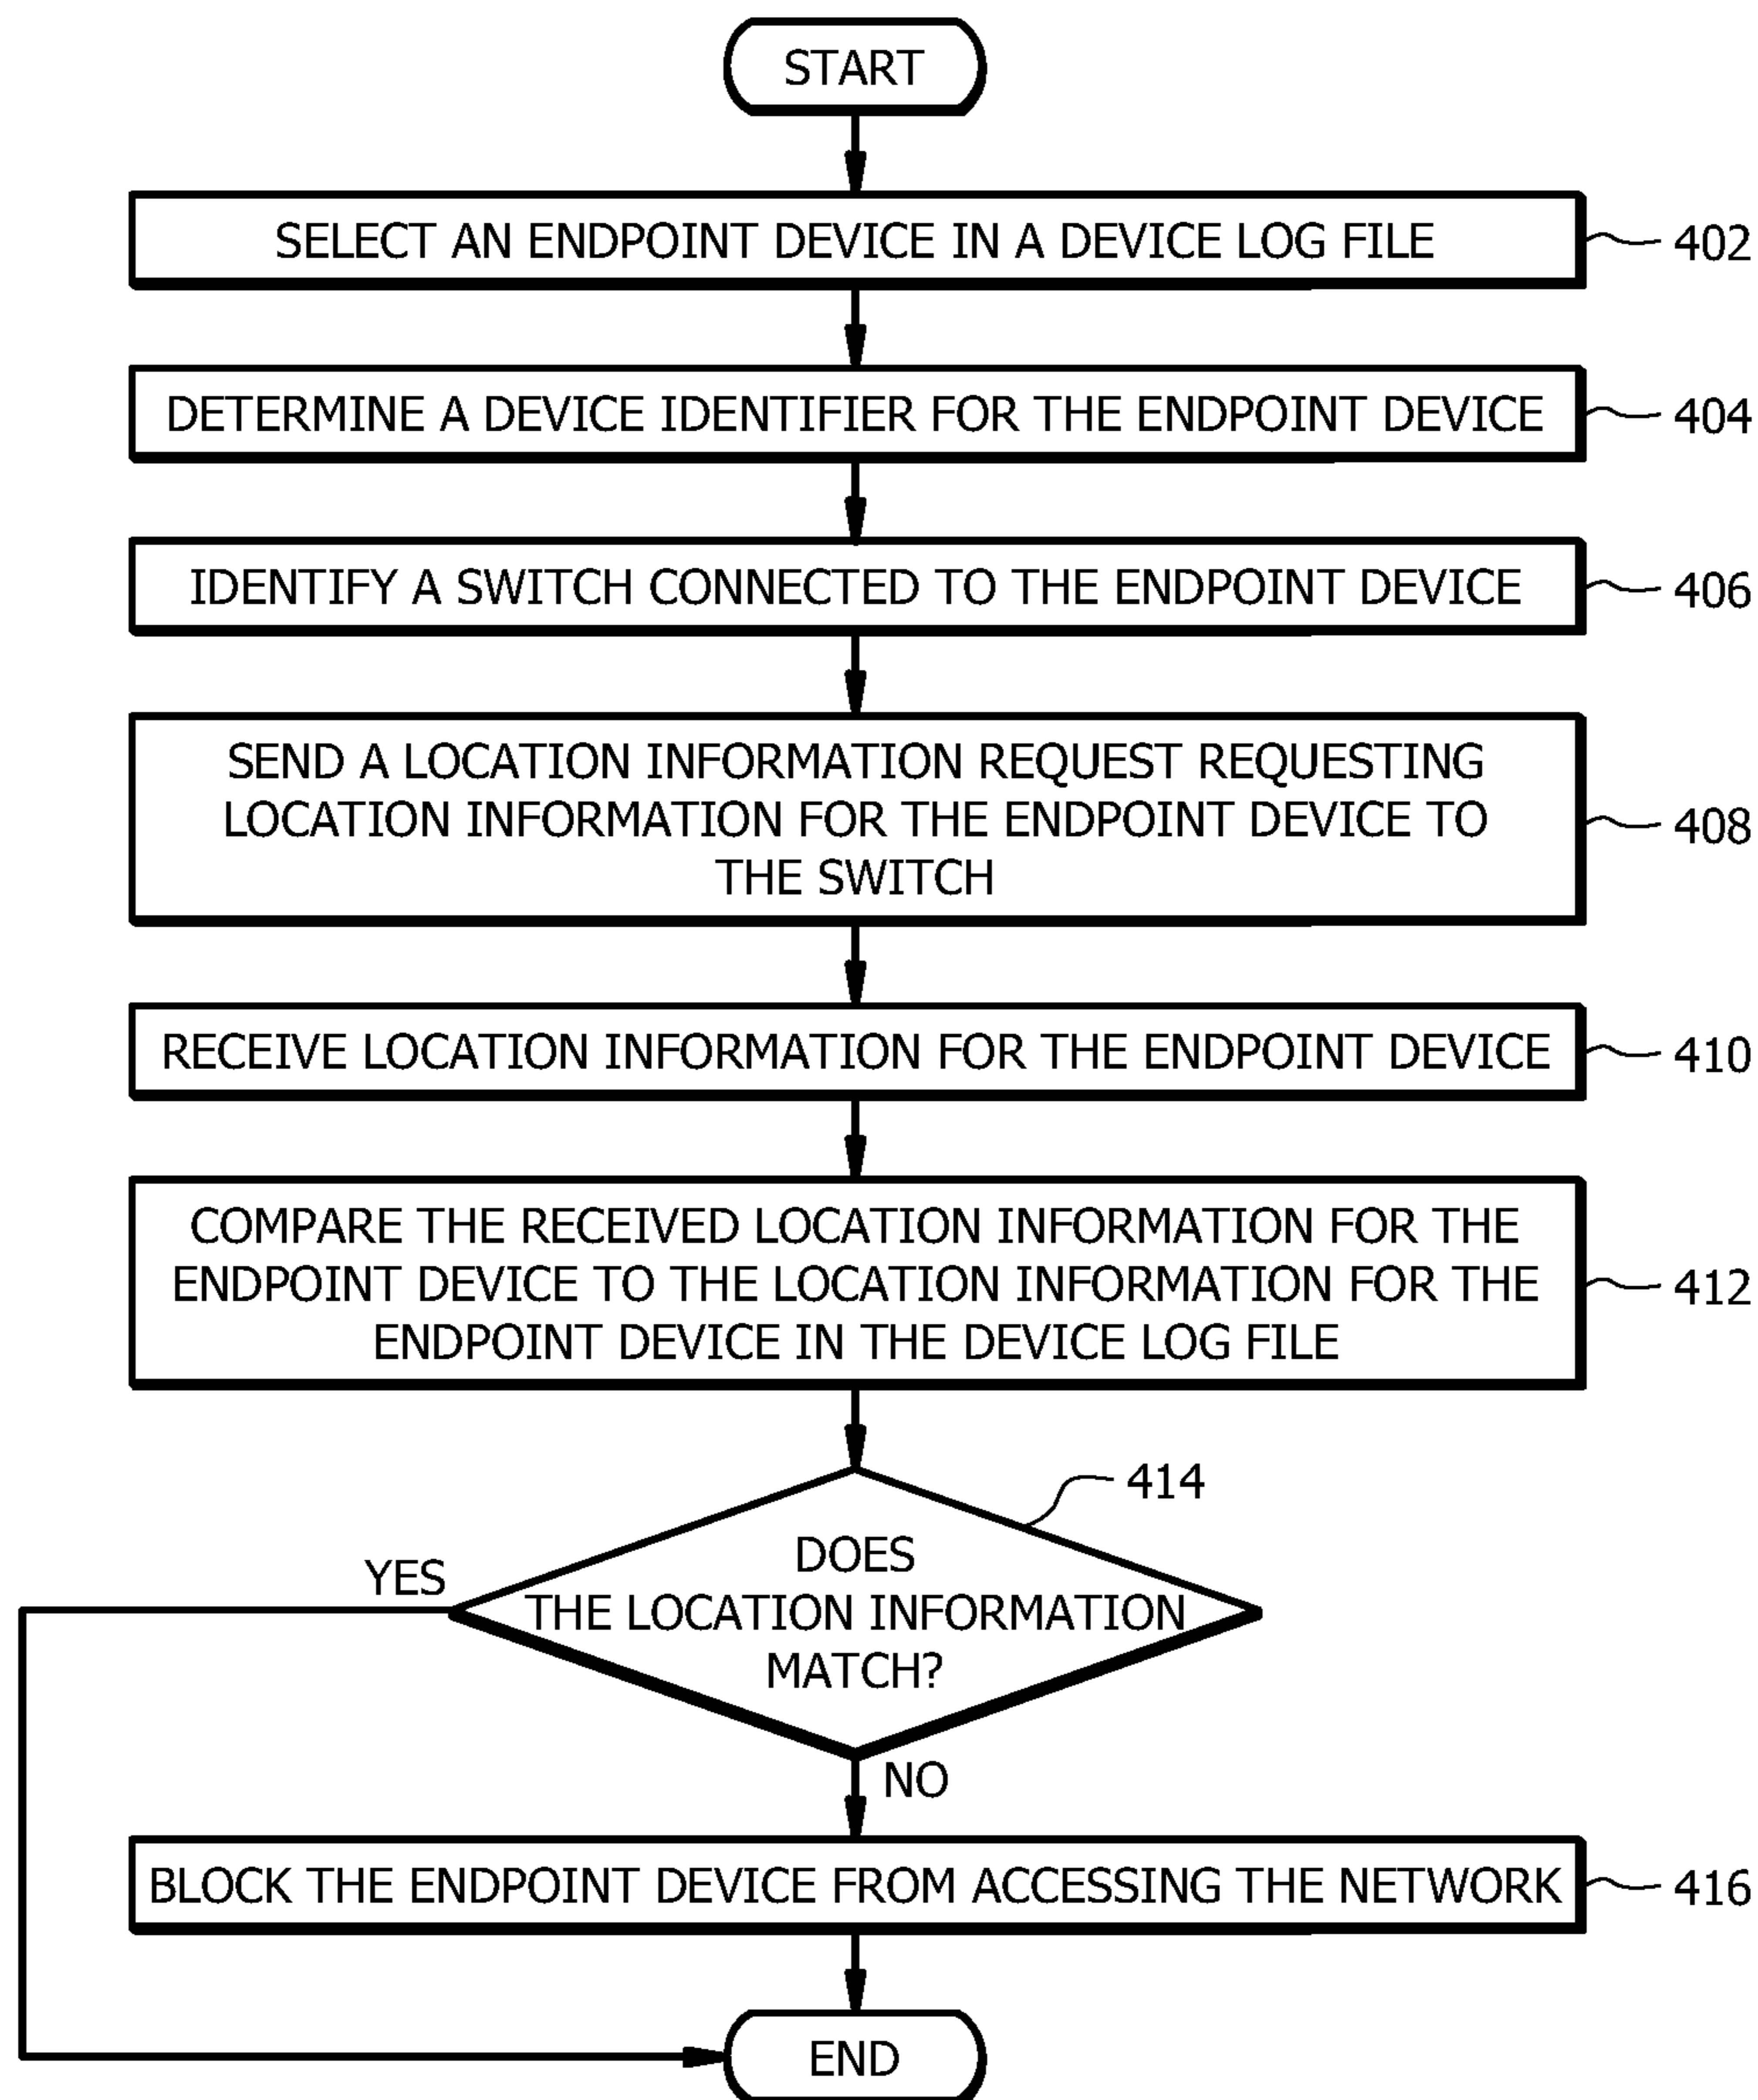 START
SELECT AN ENDPOINT DEVICE IN A DEVICE LOG FILE
402
DETERMINE A DEVICE IDENTIFIER FOR THE ENDPOINT DEVICE
404
IDENTIFY A SWITCH CONNECTED TO THE ENDPOINT DEVICE
406
SEND A LOCATION INFORMATION REQUEST REQUESTING
LOCATION INFORMATION FOR THE ENDPOINT DEVICE TO
THE SWITCH
408
RECEIVE LOCATION INFORMATION FOR THE ENDPOINT DEVICE
410
COMPARE THE RECEIVED LOCATION INFORMATION FOR THE
ENDPOINT DEVICE TO THE LOCATION INFORMATION FOR THE
ENDPOINT DEVICE IN THE DEVICE LOG FILE
412
414
DOES
THE LOCATION INFORMATION
MATCH?
YES
NO
BLOCK THE ENDPOINT DEVICE FROM ACCESSING THE NETWORK
416
END